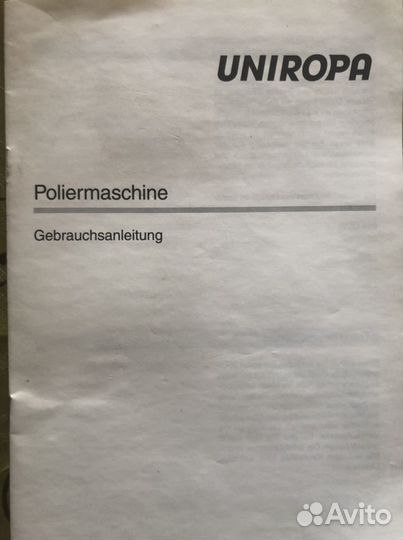 UNIROPA
Poliermaschine
Gebrauchsanleitung
Avito